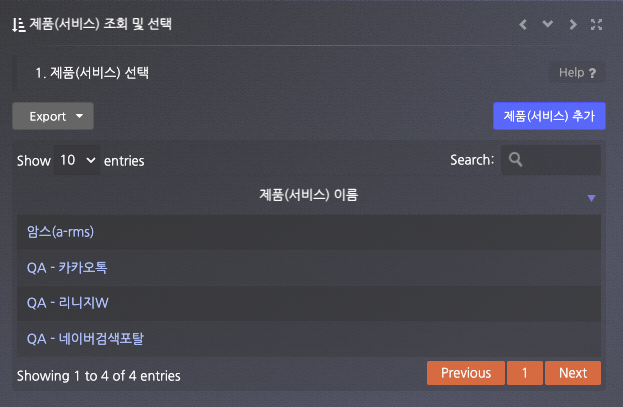 제품(서비스) 조회 및 선택
1. 제품(서비스) 선택
Help ?
Export
제품(서비스) 추가
Show 10 entries
Search:
제품(서비스) 이름
암스(a-rms)
QA - 카카오톡
QA - 리니지W
QA - 네이버검색포탈
Showing 1 to 4 of 4 entries
Previous 1 Next